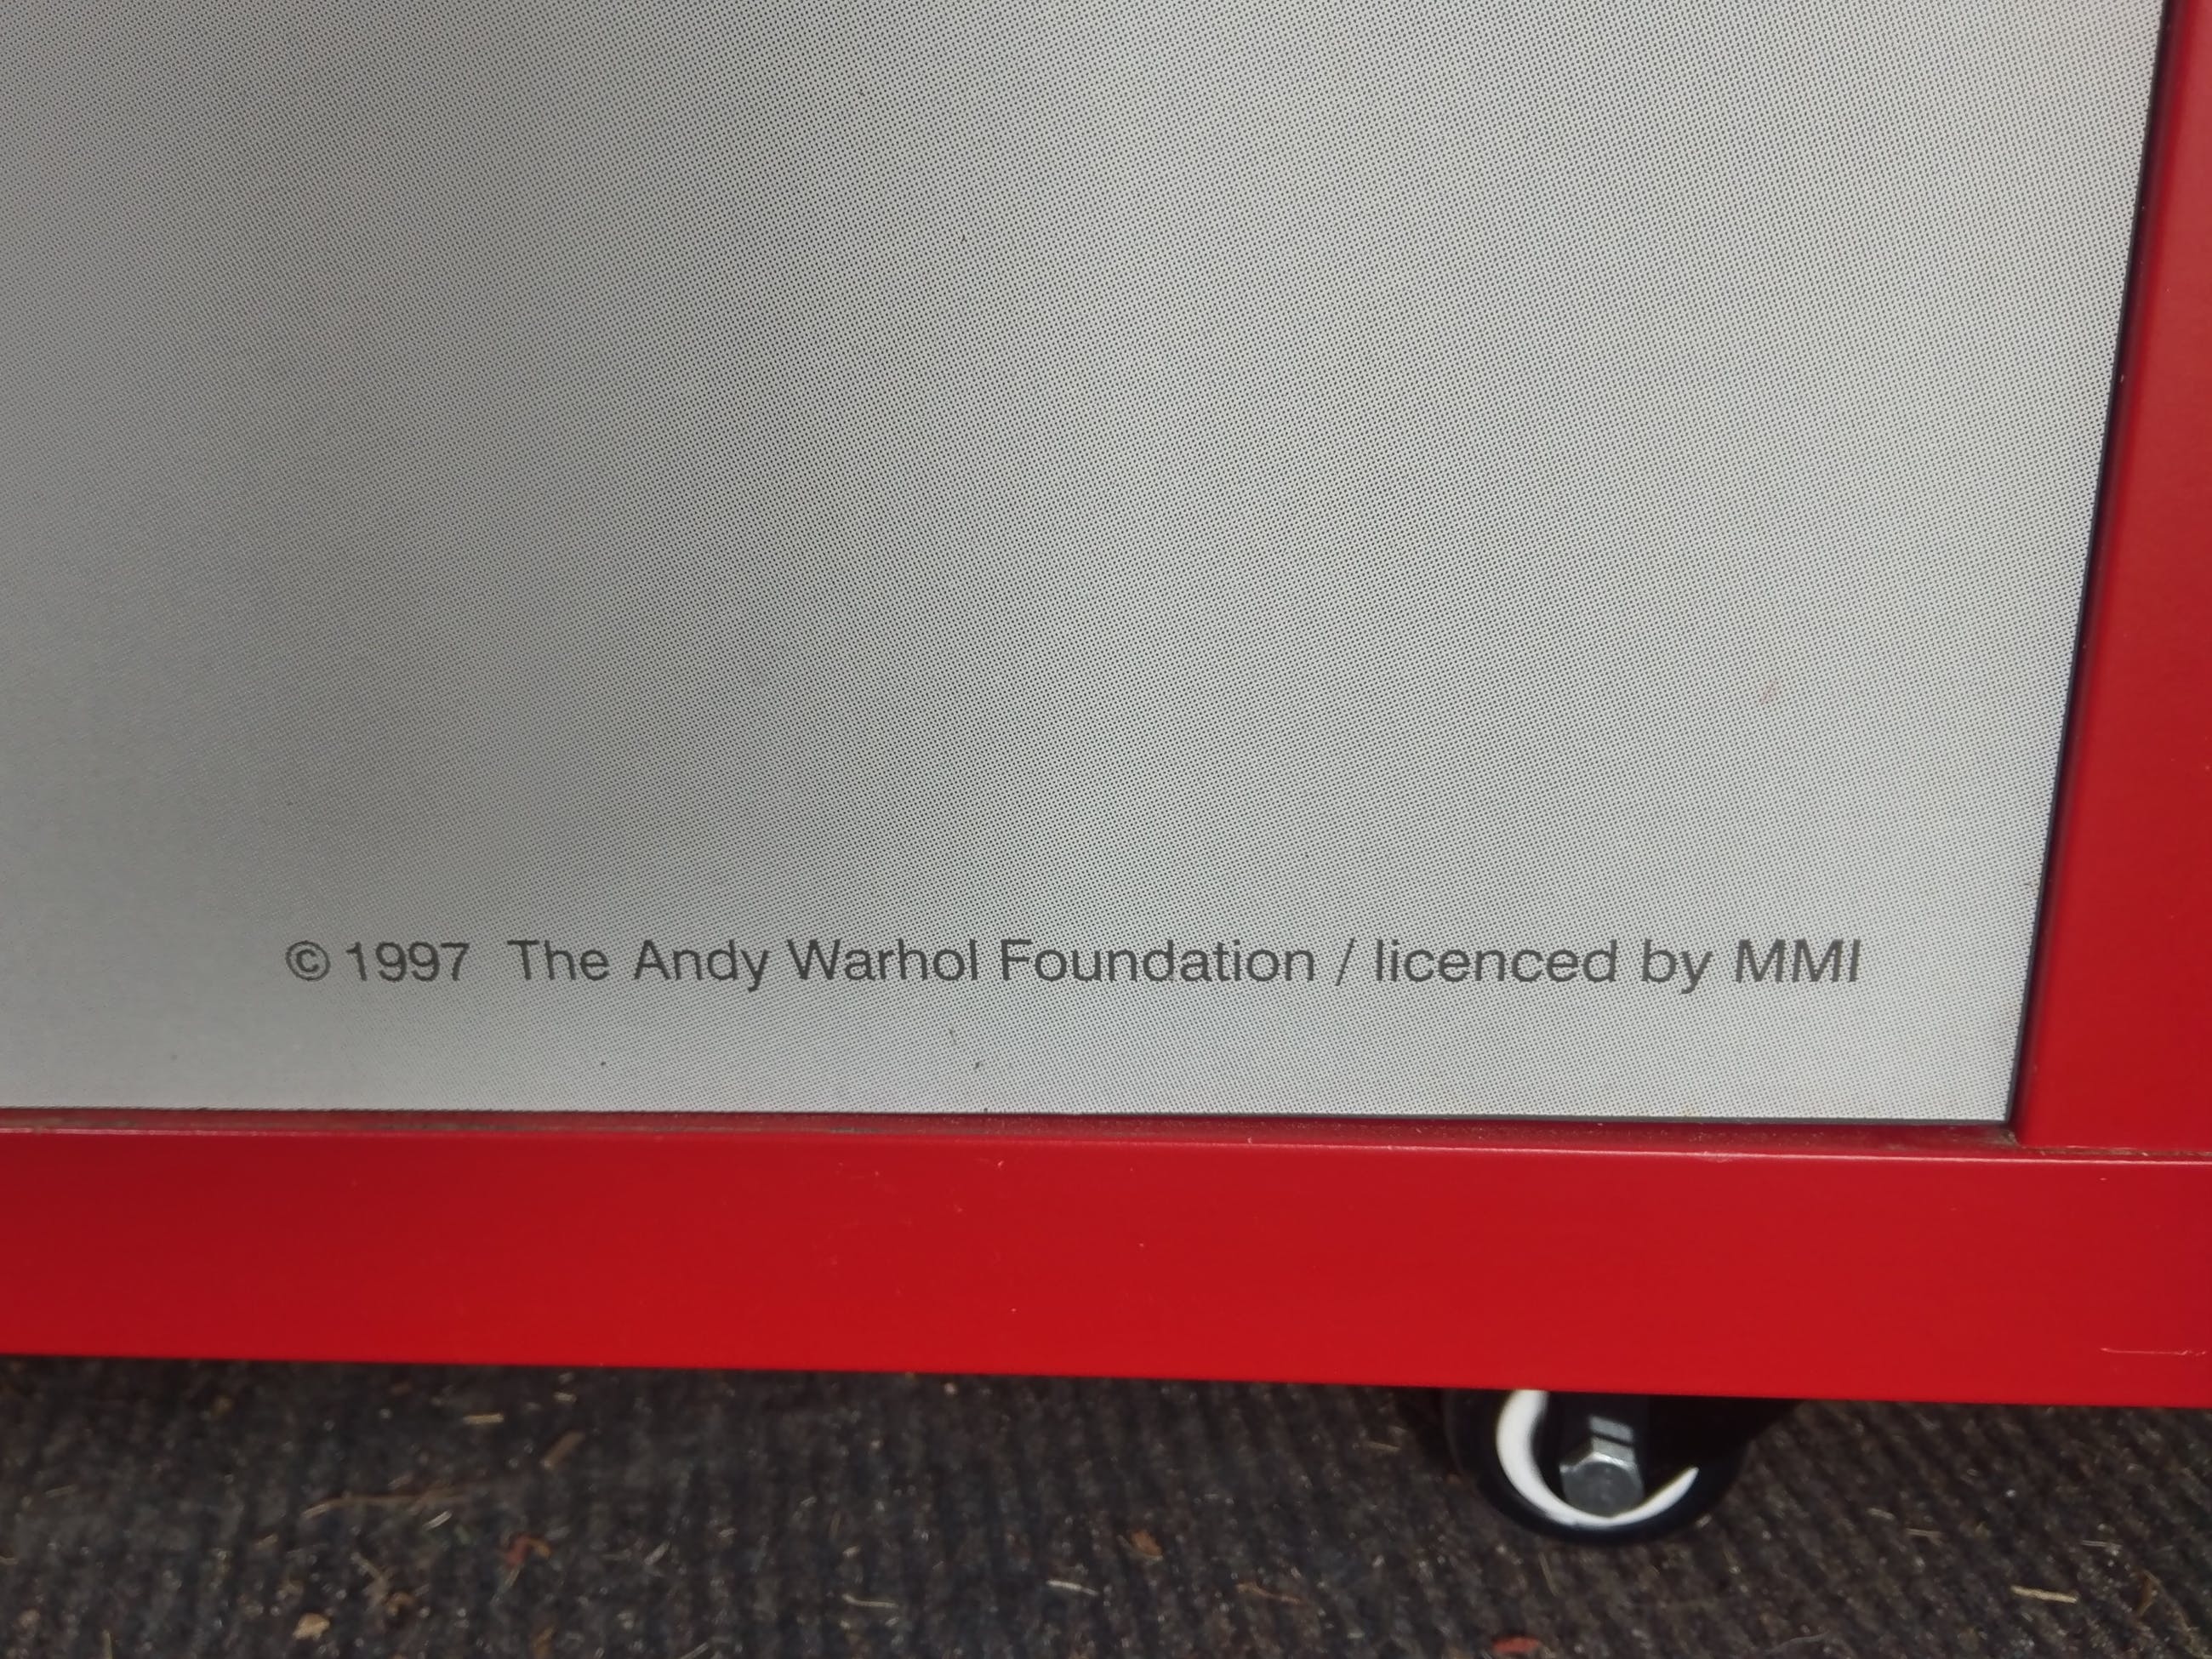 © 1997 The Andy Warhol Foundation / licenced by MMI